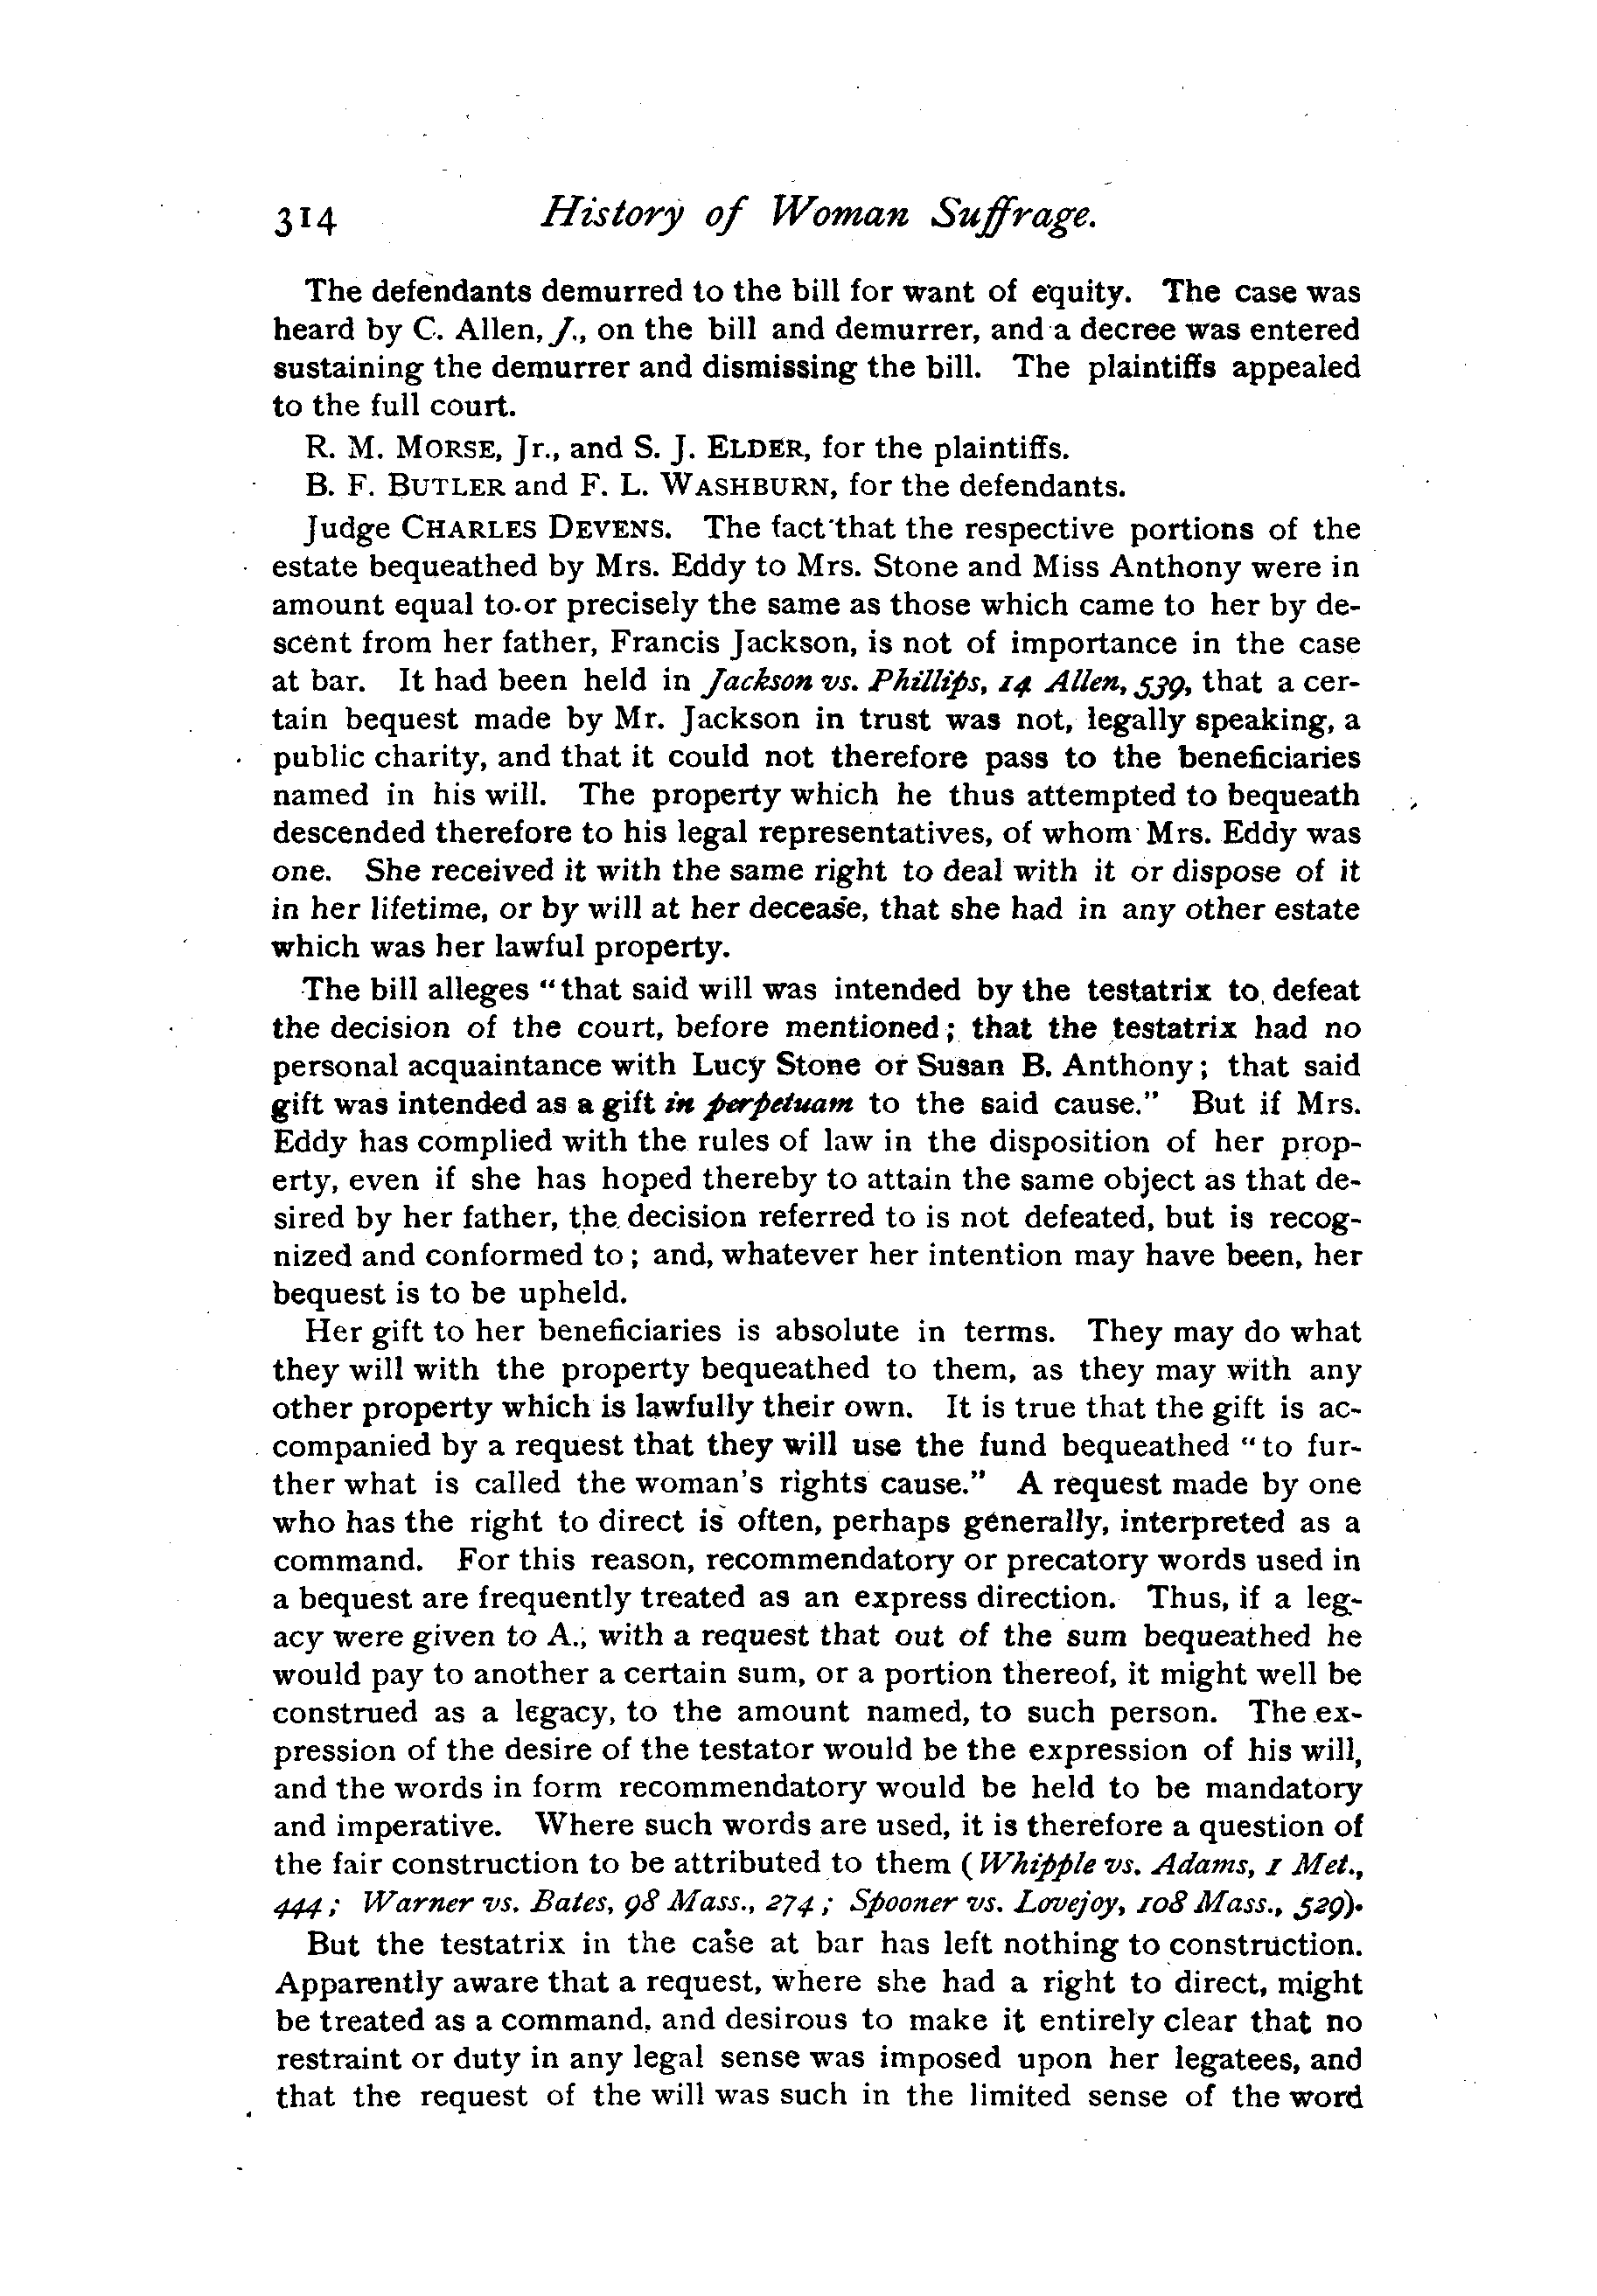 314 History of Woman Suffrage.
The defendants demurred to the bill for want of equity. The case was
heard by C. Allen, J., on the bill and demurrer, and a decree was entered
sustaining the demurrer and dismissing the bill. The plaintiffs appealed
to the full court.
R. M. MORSE, Jr., and S. J. ELDER, for the plaintiffs.
B. F. BUTLER and F. L. WASHBURN, for the defendants.
Judge CHARLES DEVENS. The fact that the respective portions of the
estate bequeathed by Mrs. Eddy to Mrs. Stone and Miss Anthony were in
amount equal to or precisely the same as those which came to her by de-
scent from her father, Francis Jackson, is not of importance in the case
at bar. It had been held in Jackson vs. Phillips, 14 Allen, 539, that a cer-
tain bequest made by Mr. Jackson in trust was not, legally speaking, a
public charity, and that it could not therefore pass to the beneficiaries
named in his will. The property which he thus attempted to bequeath
descended therefore to his legal representatives, of whom Mrs. Eddy was
one. She received it with the same right to deal with it or dispose of it
in her lifetime, or by will at her decease, that she had in any other estate
which was her lawful property.
The bill alleges "that said will was intended by the testatrix to defeat
the decision of the court, before mentioned; that the testatrix had no
personal acquaintance with Lucy Stone or Susan B. Anthony; that said
gift was intended as a gift in perpetuam to the said cause." But if Mrs.
Eddy has complied with the rules of law in the disposition of her prop-
erty, even if she has hoped thereby to attain the same object as that de-
sired by her father, the decision referred to is not defeated, but is recog-
nized and conformed to; and, whatever her intention may have been, her
bequest is to be upheld.
Her gift to her beneficiaries is absolute in terms. They may do what
they will with the property bequeathed to them, as they may with any
other property which is lawfully their own. It is true that the gift is ac-
companied by a request that they will use the fund bequeathed "to fur-
ther what is called the woman's rights cause." A request made by one
who has the right to direct is often, perhaps generally, interpreted as a
command. For this reason, recommendatory or precatory words used in
a bequest are frequently treated as an express direction. Thus, if a leg-
acy were given to A., with a request that out of the sum bequeathed he
would pay to another a certain sum, or a portion thereof, it might well be
construed as a legacy, to the amount named, to such person. The ex-
pression of the desire of the testator would be the expression of his will,
and the words in form recommendatory would be held to be mandatory
and imperative. Where such words are used, it is therefore a question of
the fair construction to be attributed to them (Whipple vs. Adams, 1 Met.,
444; Warner vs. Bates, 98 Mass., 274; Spooner vs. Lovejoy, 108 Mass., 529).
But the testatrix in the case at bar has left nothing to construction.
Apparently aware that a request, where she had a right to direct, might
be treated as a command, and desirous to make it entirely clear that no
restraint or duty in any legal sense was imposed upon her legatees, and
that the request of the will was such in the limited sense of the word